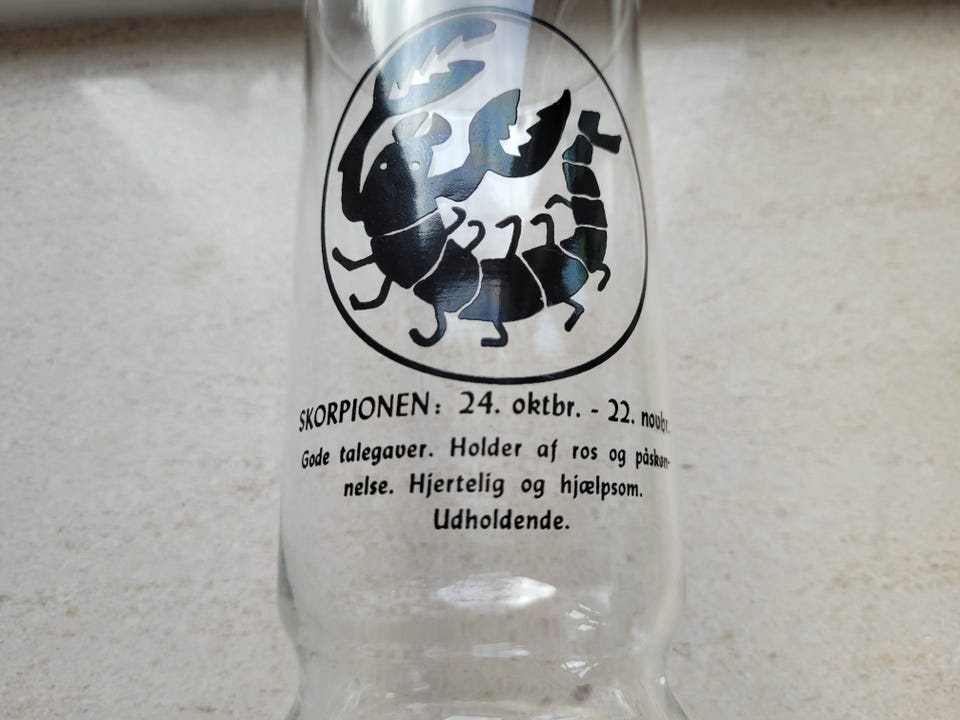 SKORPIONEN: 24. oktbr. - 22. novbr.
Gode talegaver. Holder af ros og påskøn-
nelse. Hjertelig og hjælpsom.
Udholdende.